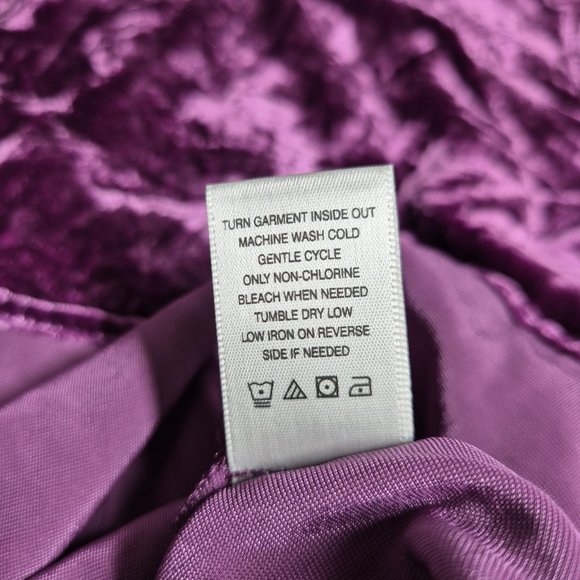 TURN GARMENT INSIDE OUT
MACHINE WASH COLD
GENTLE CYCLE
ONLY NON-CHLORINE
BLEACH WHEN NEEDED
TUMBLE DRY LOW
LOW IRON ON REVERSE
SIDE IF NEEDED